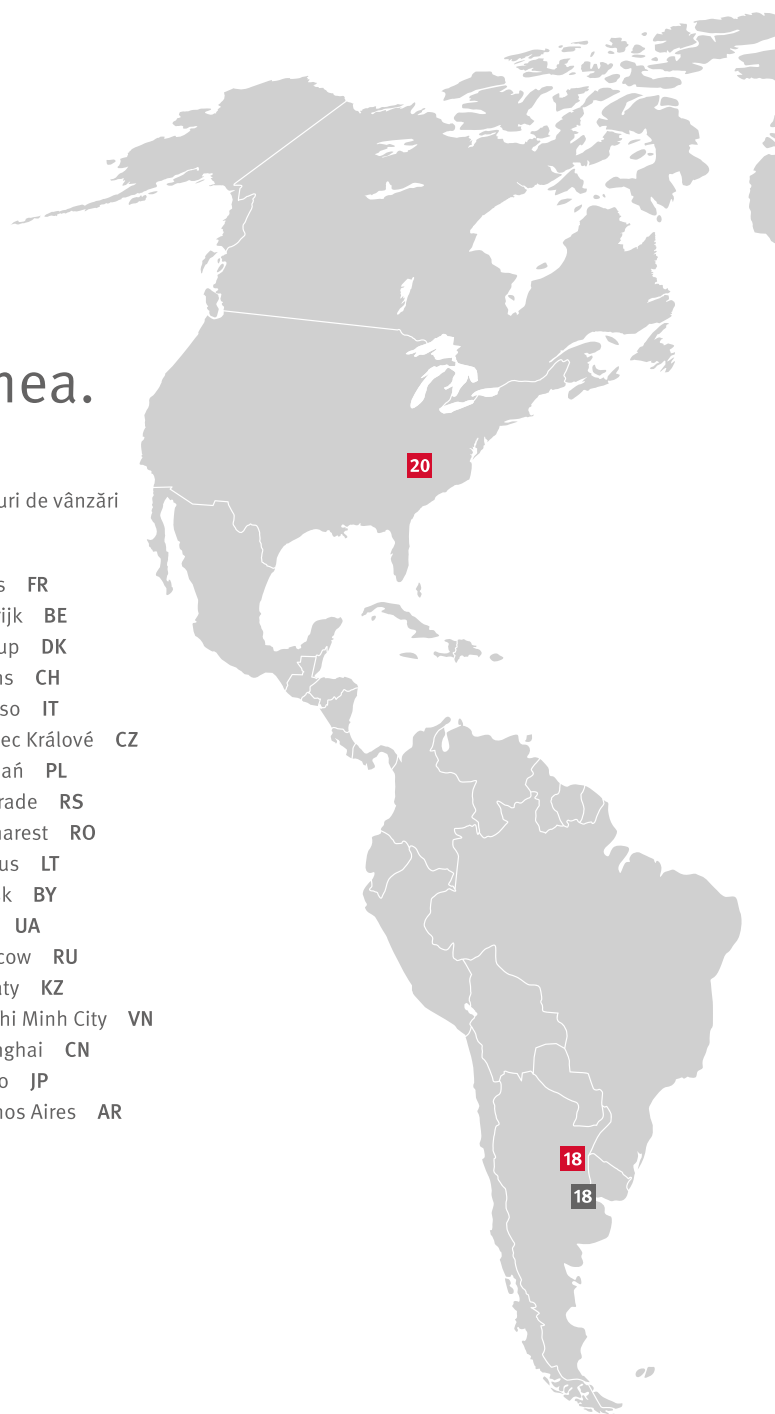 nea.
uri de vânzări
s FR
ijk BE
up DK
ns CH
so IT
ec Králové CZ
ań PL
rade RS
harest RO
us LT
k BY
UA
cow RU
aty KZ
hi Minh City VN
nghai CN
o JP
nos Aires AR
20
18
18